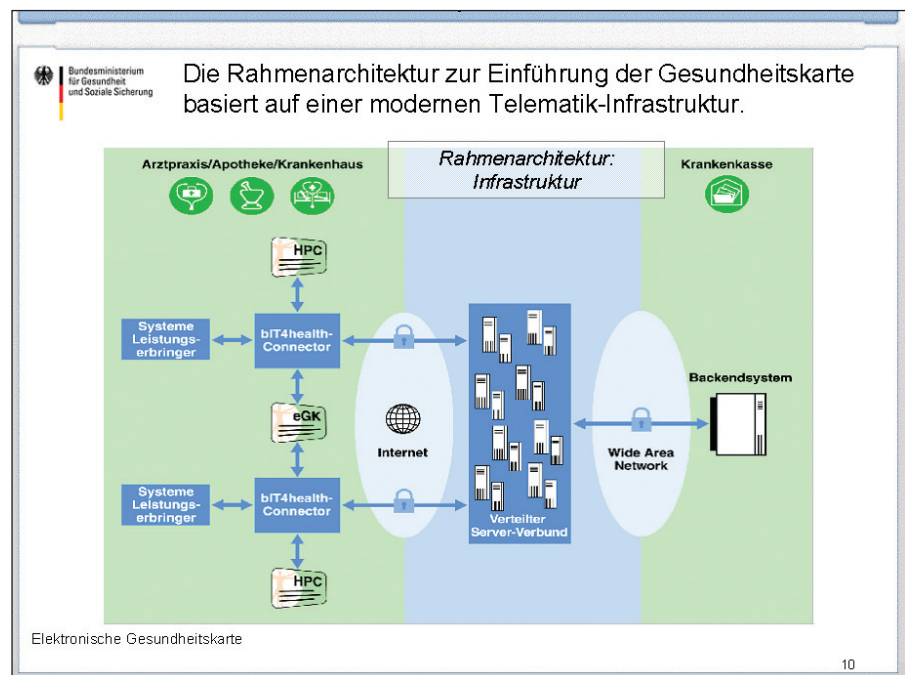 Bundesministerium
für Gesundheit
und Soziale Sicherung
Die Rahmenarchitektur zur Einführung der Gesundheitskarte
basiert auf einer modernen Telematik-Infrastruktur.
Arztpraxis/Apotheke/Krankenhaus
Rahmenarchitektur:
Infrastruktur
Krankenkasse
HPC
Systeme
Leistungs-
erbringer
bIT4health-
Connector
eGK
Internet
Backendsystem
Wide Area
Network
Systeme
Leistungs-
erbringer
bIT4health-
Connector
Verteilter
Server-Verbund
HPC
Elektronische Gesundheitskarte
10